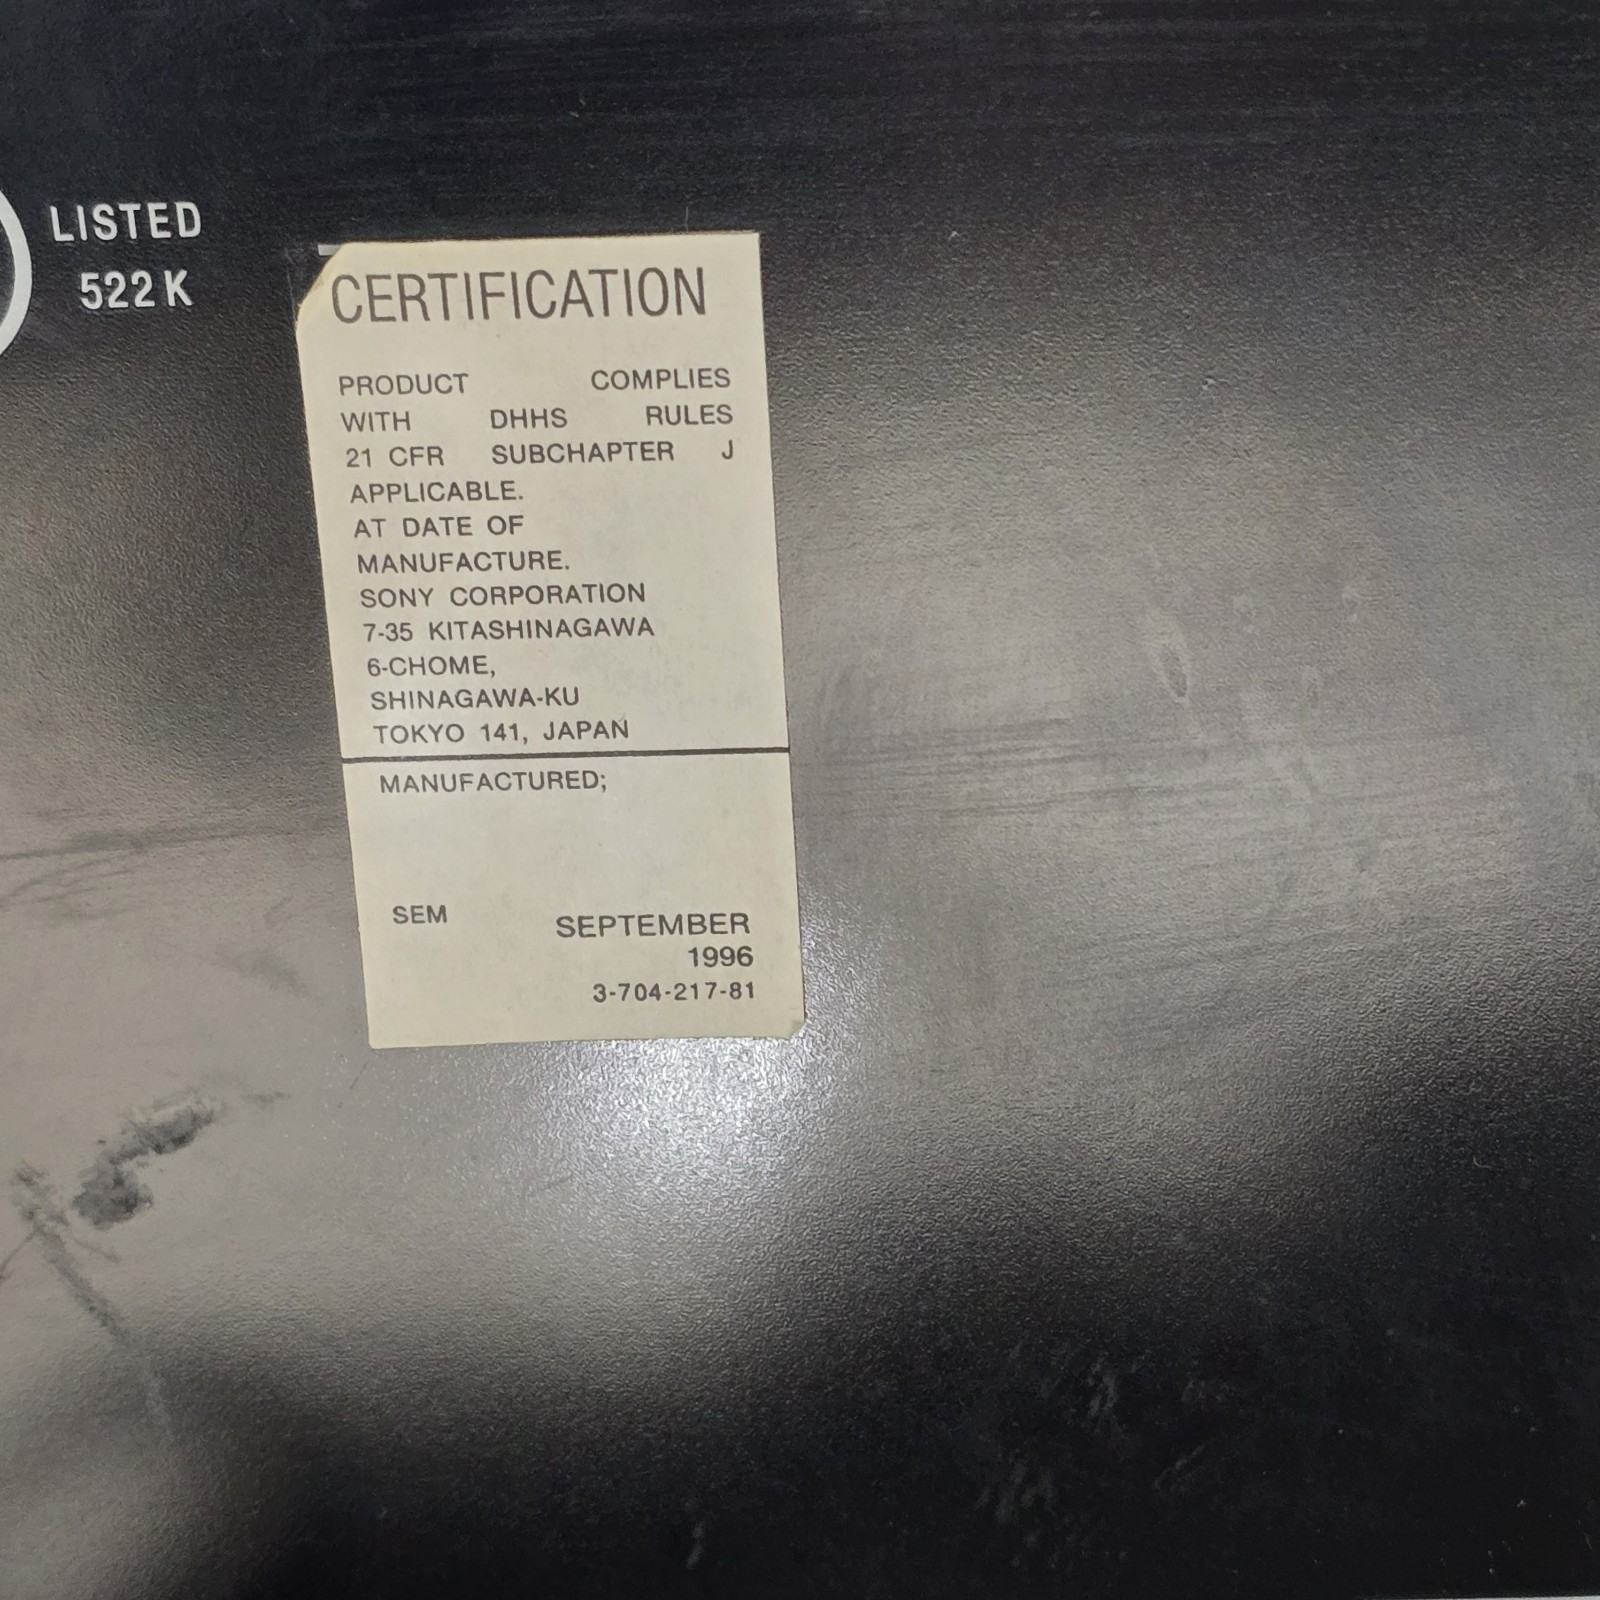 LISTED
522 K
CERTIFICATION
PRODUCT COMPLIES
WITH DHHS RULES
21 CFR SUBCHAPTER J
APPLICABLE.
AT DATE OF
MANUFACTURE.
SONY CORPORATION
7-35 KITASHINAGAWA
6-CHOME,
SHINAGAWA-KU
TOKYO 141, JAPAN
MANUFACTURED;
SEM
SEPTEMBER
1996
3-704-217-81